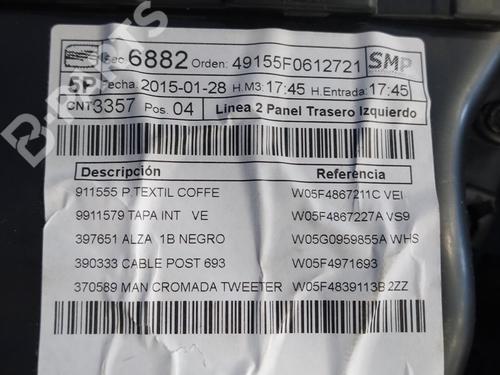 Sec. 6882 Orden: 49155F0612721 SMP
5P Fecha: 2015-01-28 H. M3: 17:45 H. Entrada: 17:45
CNT 3357 Pos. 04 Línea 2 Panel Trasero Izquierdo
Descripción Referencia
911555 P.TEXTIL COFFE W05F4867211C VEI
9911579 TAPA INT VE W05F4867227A VS9
397651 ALZA 1B NEGRO W05G0959855A WHS
390333 CABLE POST 693 W05F4971693
370589 MAN CROMADA TWEETER W05F4839113B 2ZZ
B-PARTS